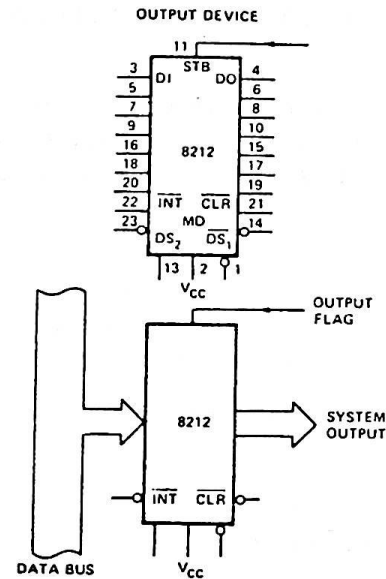 OUTPUT DEVICE
11
STB
3 DI DO 4
5 6
7 8
9 10
16 15
8212
18 17
20 19
22 INT CLR 21
23 MD 14
DS2 DS1
13 2 1
VCC
OUTPUT
FLAG
8212
SYSTEM
OUTPUT
INT CLR
DATA BUS
VCC